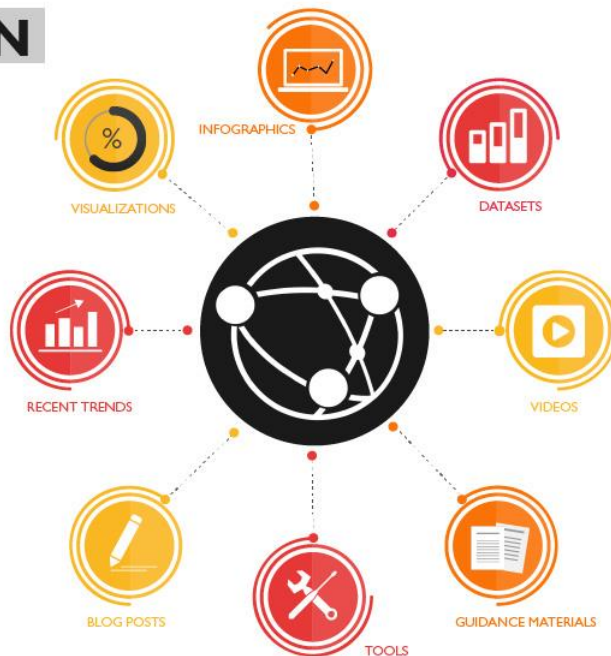 N
INFOGRAPHICS
%
DATASETS
VISUALIZATIONS
RECENT TRENDS
VIDEOS
BLOG POSTS
GUIDANCE MATERIALS
TOOLS